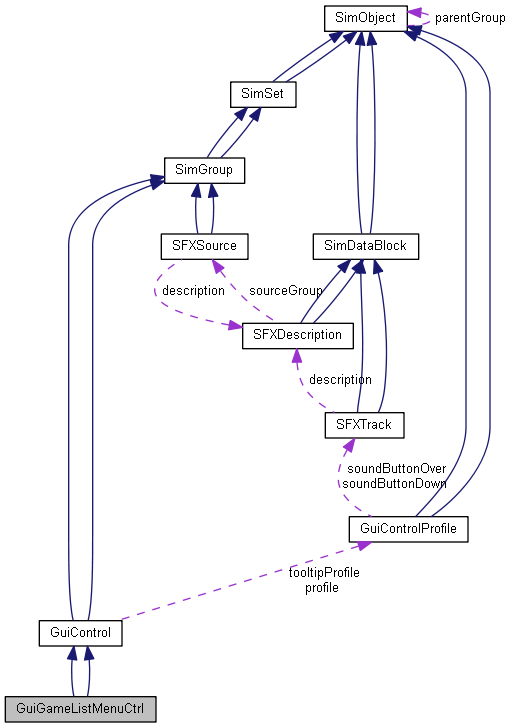 SimObject
parentGroup
SimSet
SimGroup
SFXSource
SimDataBlock
description
sourceGroup
SFXDescription
description
SFXTrack
soundButtonOver
soundButtonDown
GuiControlProfile
tooltipProfile
profile
GuiControl
GuiGameListMenuCtrl